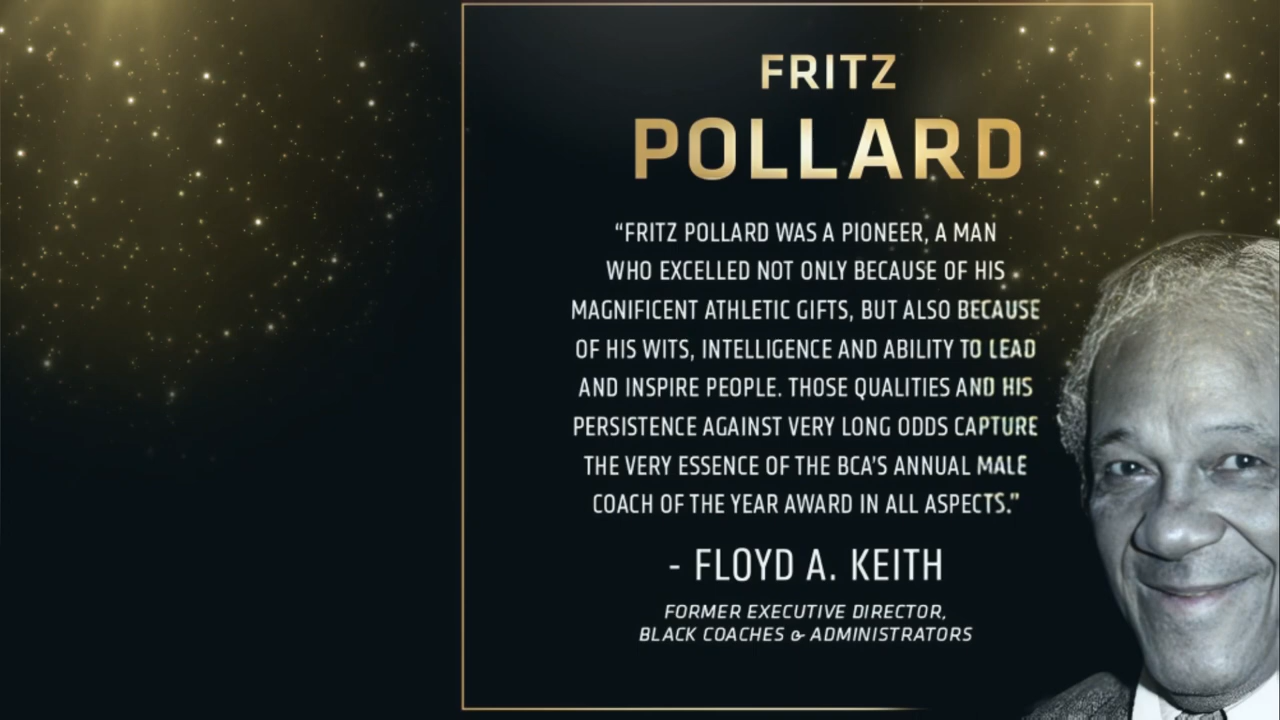 FRITZ
POLLARD
“FRITZ POLLARD WAS A PIONEER, A MAN
WHO EXCELLED NOT ONLY BECAUSE OF HIS
MAGNIFICENT ATHLETIC GIFTS, BUT ALSO BECAUSE
OF HIS WITS, INTELLIGENCE AND ABILITY TO LEAD
AND INSPIRE PEOPLE. THOSE QUALITIES AND HIS
PERSISTENCE AGAINST VERY LONG ODDS CAPTURE
THE VERY ESSENCE OF THE BCA’S ANNUAL MALE
COACH OF THE YEAR AWARD IN ALL ASPECTS.”
- FLOYD A. KEITH
FORMER EXECUTIVE DIRECTOR,
BLACK COACHES & ADMINISTRATORS